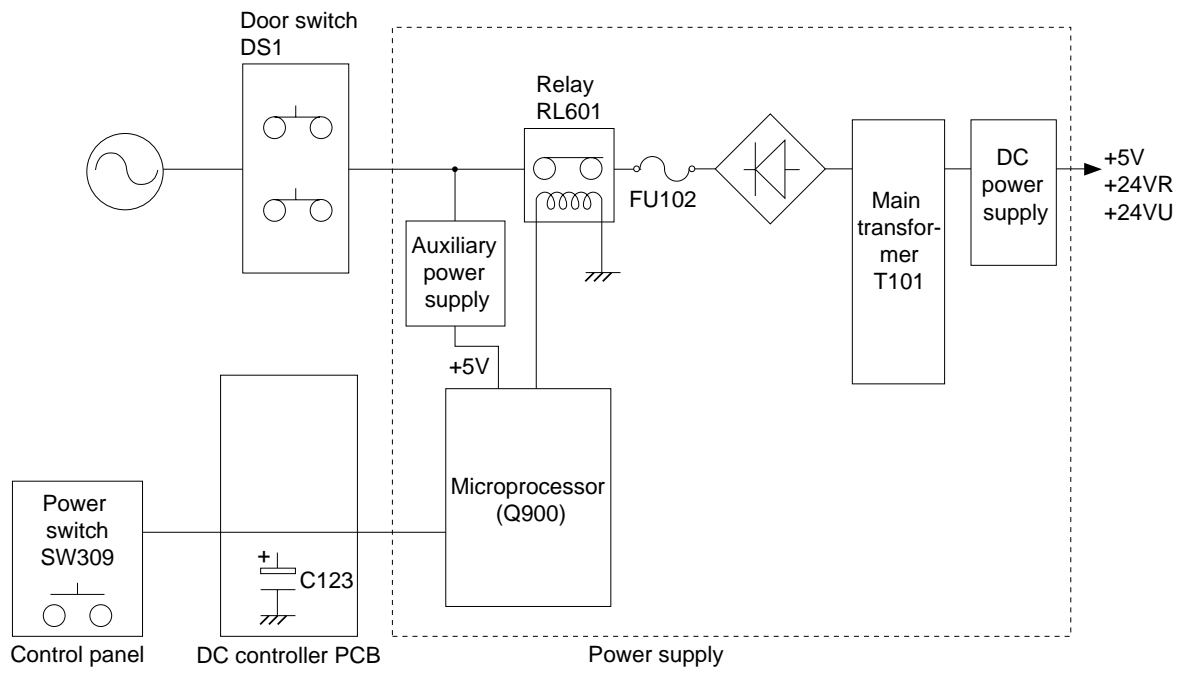 Door switch
DS1
Relay
RL601
FU102
Main
transfor-
mer
T101
DC
power
supply
+5V
+24VR
+24VU
Auxiliary
power
supply
+5V
Microprocessor
(Q900)
Power
switch
SW309
+
C123
Control panel
DC controller PCB
Power supply